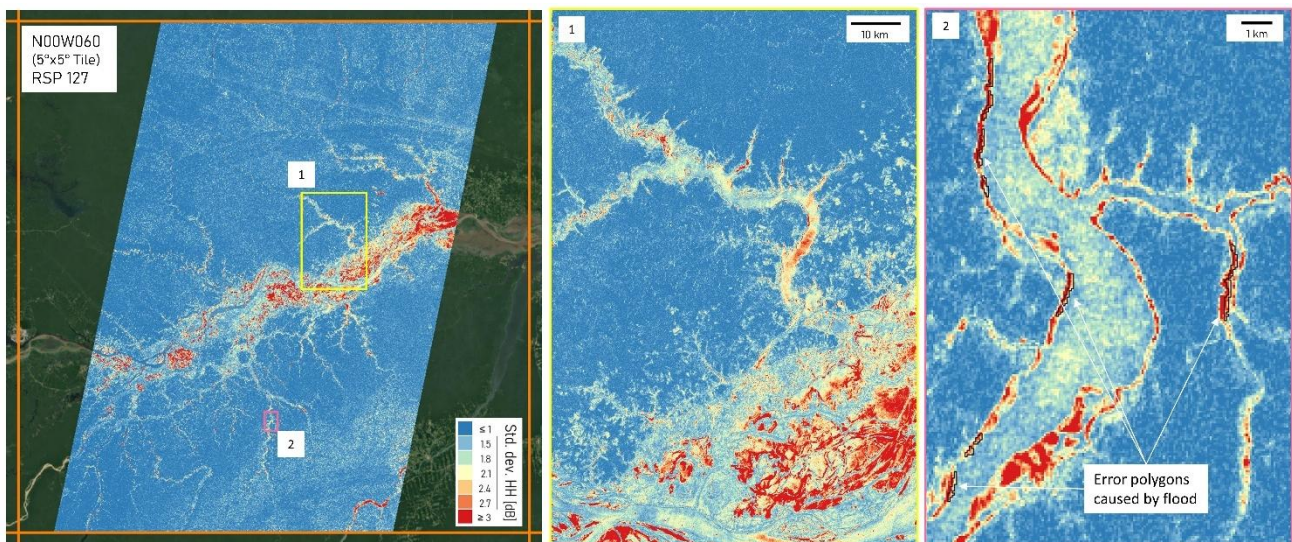 N00W060
(5°x5° Tile)
RSP 127
1
2
≤ 1
1.5
1.8
2.1
2.4
2.7
≥ 3
Std. dev. HH [dB]
1
10 km
2
1 km
Error polygons
caused by flood